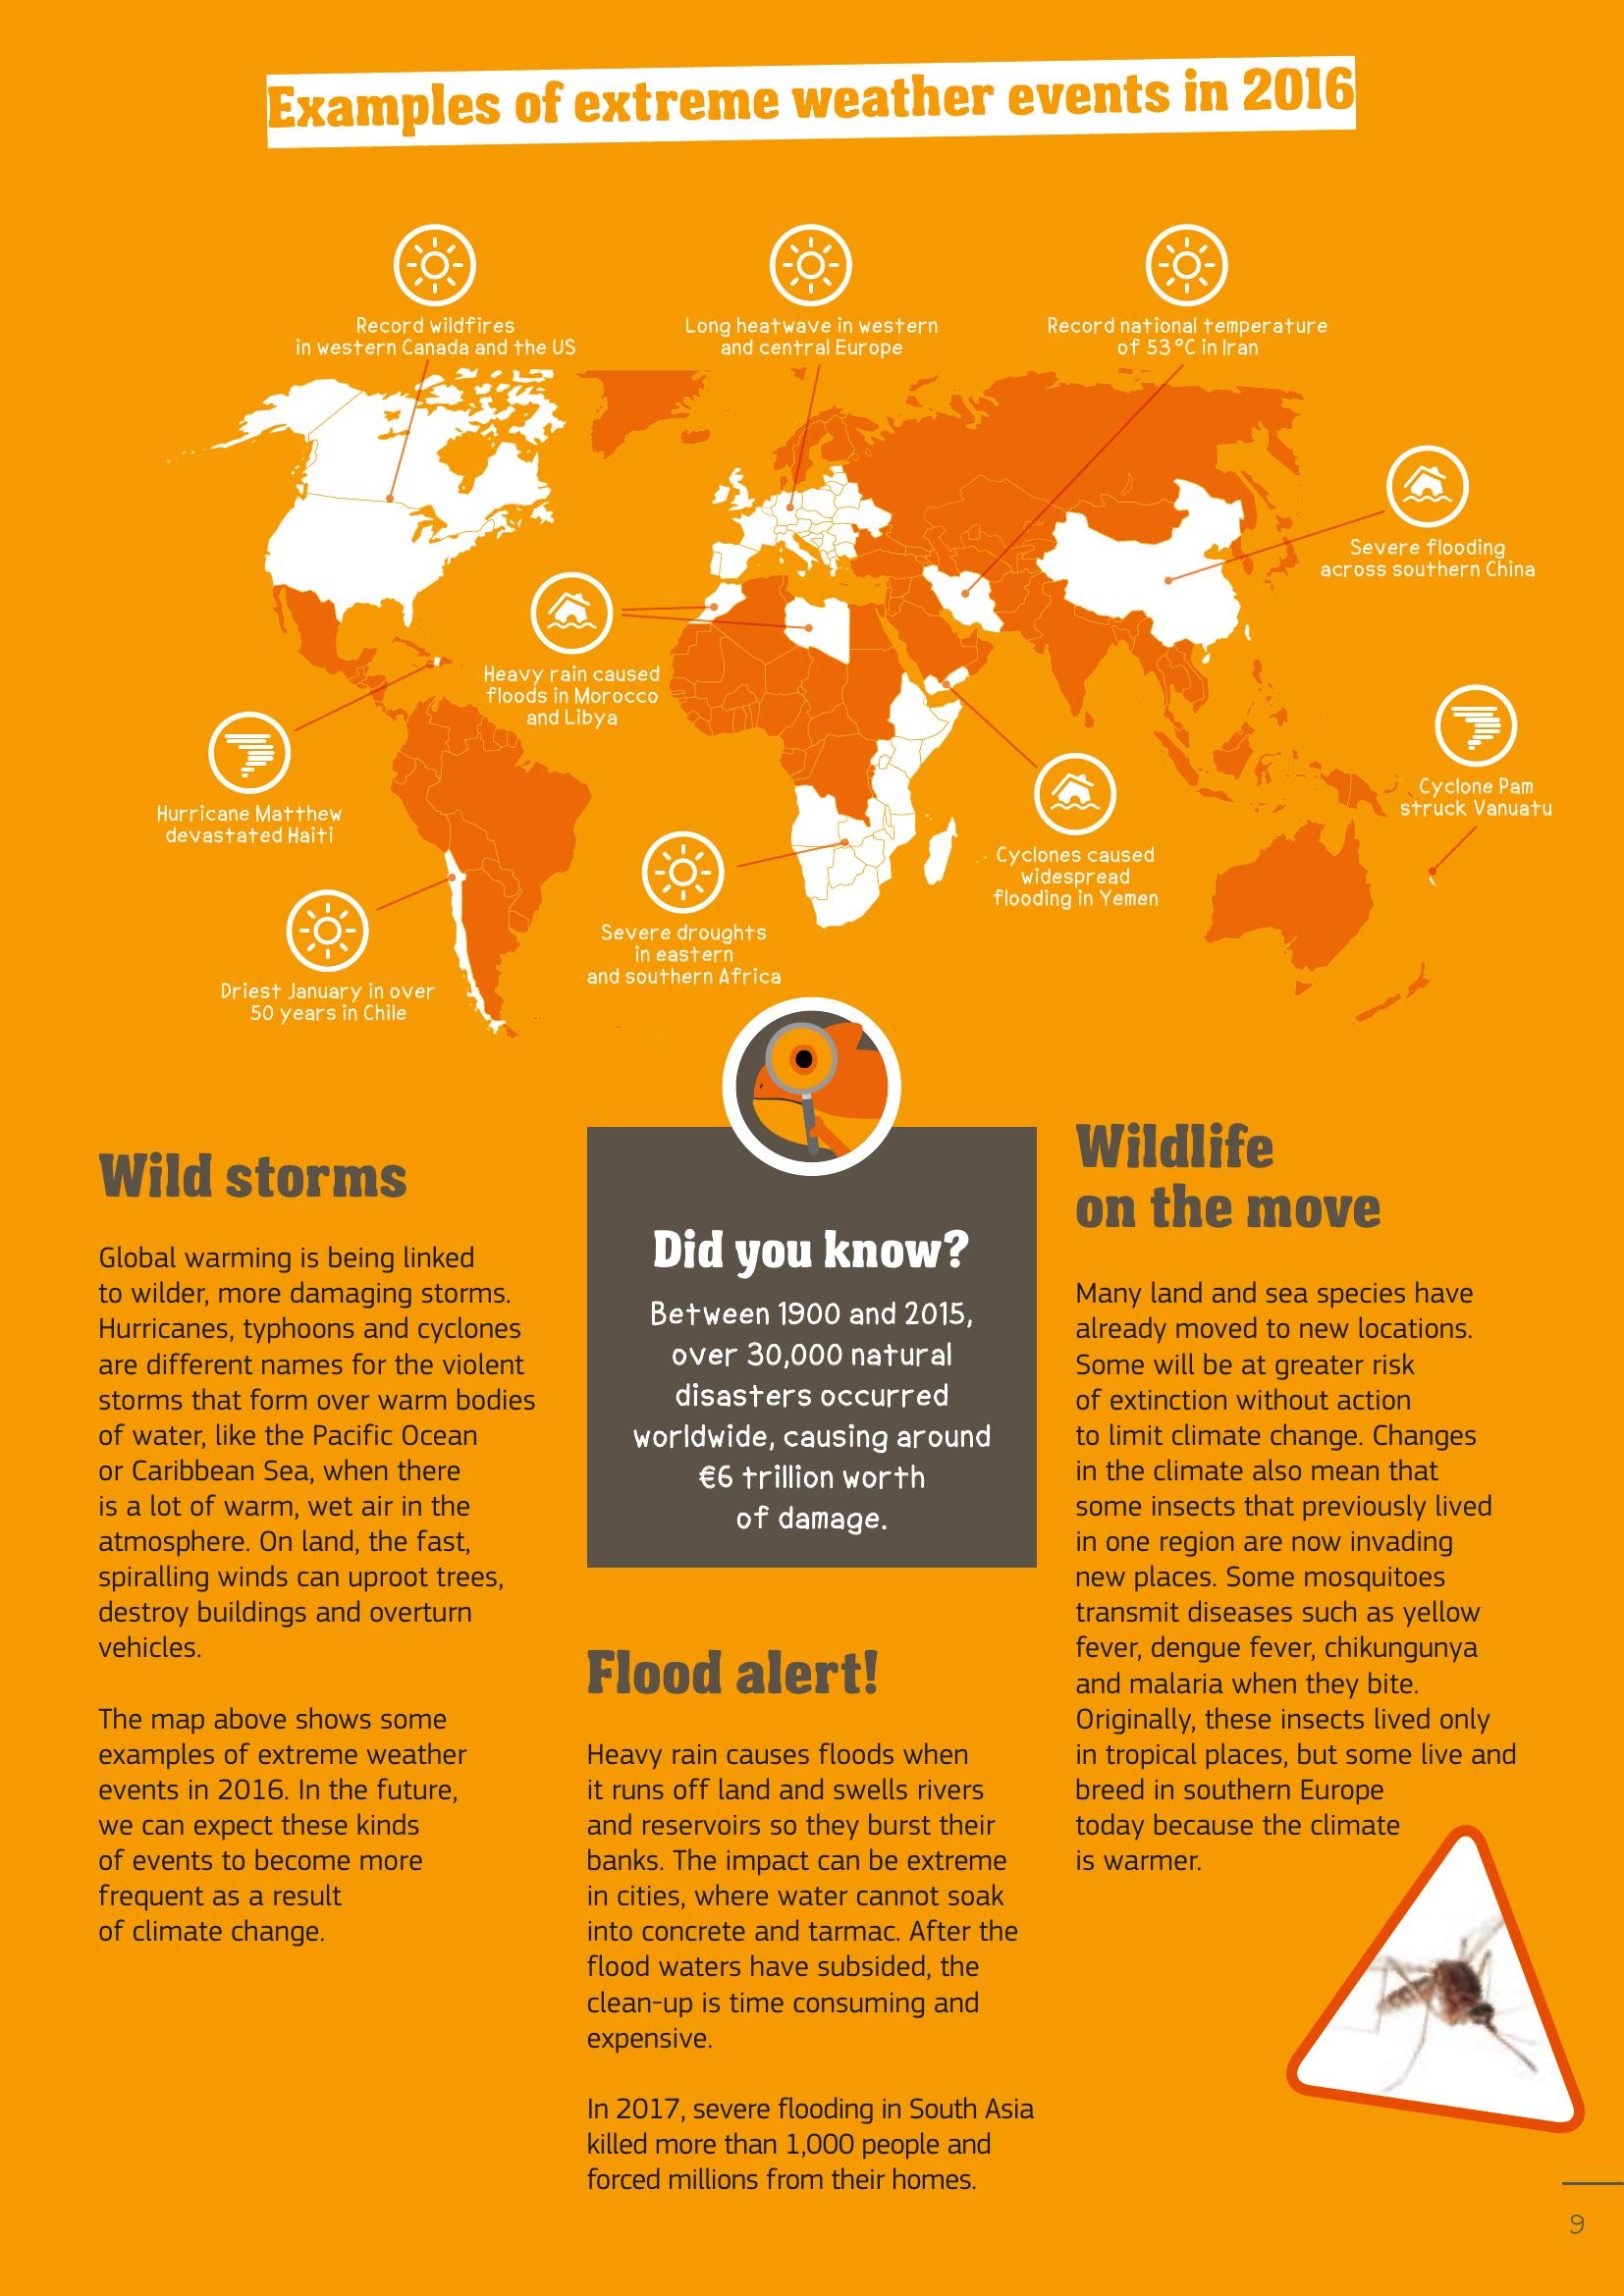 Examples of extreme weather events in 2016
Record wildfires
in western Canada and the US
Long heatwave in western
and central Europe
Record national temperature
of 53 °C in Iran
Severe flooding
across southern China
Heavy rain caused
floods in Morocco
and Libya
Hurricane Matthew
devastated Haiti
Cyclone Pam
struck Vanuatu
Cyclones caused
widespread
flooding in Yemen
Severe droughts
in eastern
and southern Africa
Driest January in over
50 years in Chile
Wild storms
Global warming is being linked
to wilder, more damaging storms.
Hurricanes, typhoons and cyclones
are different names for the violent
storms that form over warm bodies
of water, like the Pacific Ocean
or Caribbean Sea, when there
is a lot of warm, wet air in the
atmosphere. On land, the fast,
spiralling winds can uproot trees,
destroy buildings and overturn
vehicles.
The map above shows some
examples of extreme weather
events in 2016. In the future,
we can expect these kinds
of events to become more
frequent as a result
of climate change.
Did you know?
Between 1900 and 2015,
over 30,000 natural
disasters occurred
worldwide, causing around
€6 trillion worth
of damage.
Flood alert!
Heavy rain causes floods when
it runs off land and swells rivers
and reservoirs so they burst their
banks. The impact can be extreme
in cities, where water cannot soak
into concrete and tarmac. After the
flood waters have subsided, the
clean-up is time consuming and
expensive.
In 2017, severe flooding in South Asia
killed more than 1,000 people and
forced millions from their homes.
Wildlife
on the move
Many land and sea species have
already moved to new locations.
Some will be at greater risk
of extinction without action
to limit climate change. Changes
in the climate also mean that
some insects that previously lived
in one region are now invading
new places. Some mosquitoes
transmit diseases such as yellow
fever, dengue fever, chikungunya
and malaria when they bite.
Originally, these insects lived only
in tropical places, but some live and
breed in southern Europe
today because the climate
is warmer.
9